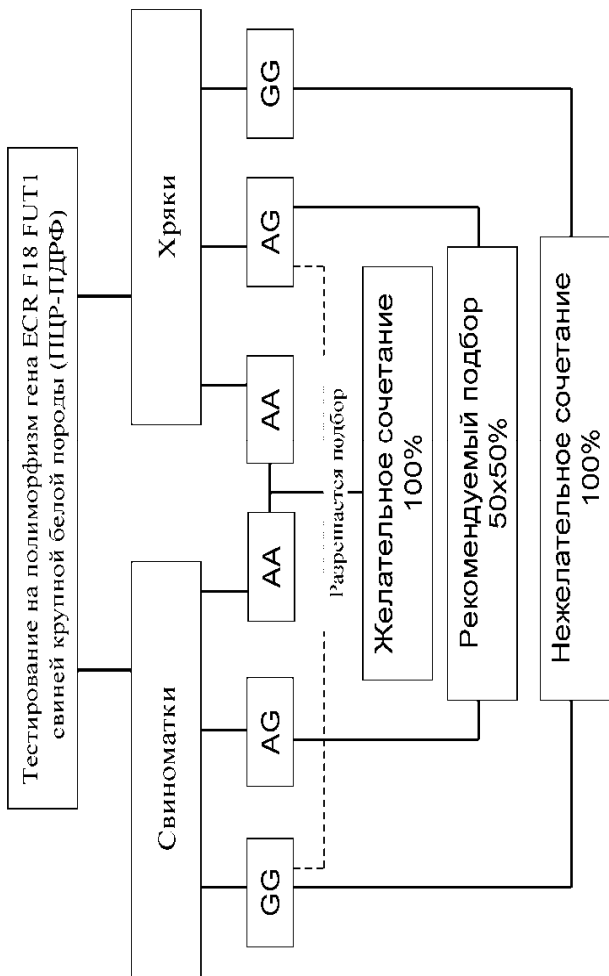 Тестирование на полиморфизм гена ECR F18 FUT1
свиней крупной белой породы (ПЦР-ПДРФ)
Свиноматки
Хряки
GG
AG
AA
AA
AG
GG
Разрешается подбор
Желательное сочетание
100%
Рекомендуемый подбор
50x50%
Нежелательное сочетание
100%